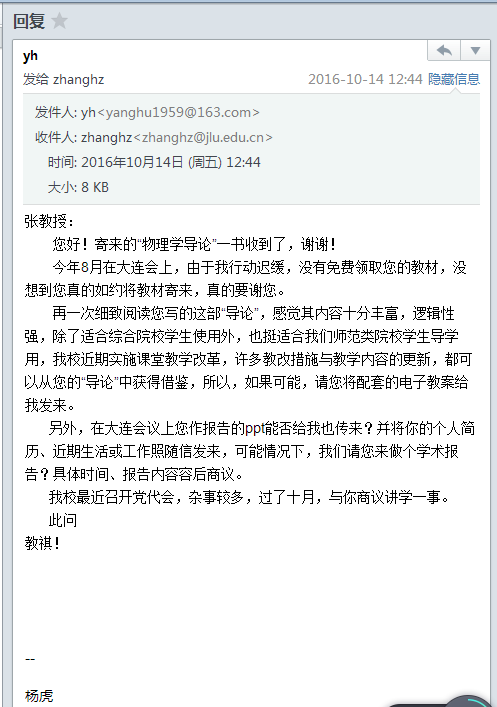 回复
yh
发给 zhanghz 2016-10-14 12:44 隐藏信息
发件人: yh<yanghu1959@163.com>
收件人: zhanghz<zhanghz@jlu.edu.cn>
时间: 2016年10月14日 (周五) 12:44
大小: 8 KB
张教授：
您好！寄来的“物理学导论”一书收到了，谢谢！
今年8月在大连会上，由于我行动迟缓，没有免费领取您的教材，没
想到您真的如约将教材寄来，真的要谢您。
再一次细致阅读您写的这部“导论”，感觉其内容十分丰富，逻辑性
强，除了适合综合院校学生使用外，也挺适合我们师范类院校学生导学
用，我校近期实施课堂教学改革，许多教改措施与教学内容的更新，都可
以从您的“导论”中获得借鉴，所以，如果可能，请您将配套的电子教案给
我发来。
另外，在大连会议上您作报告的ppt能否给我也传来？并将你的个人简
历、近期生活或工作照随信发来，可能情况下，我们请您来做个学术报
告？具体时间、报告内容容后商议。
我校最近召开党代会，杂事较多，过了十月，与你商议讲学一事。
此问
教祺！
--
杨虎